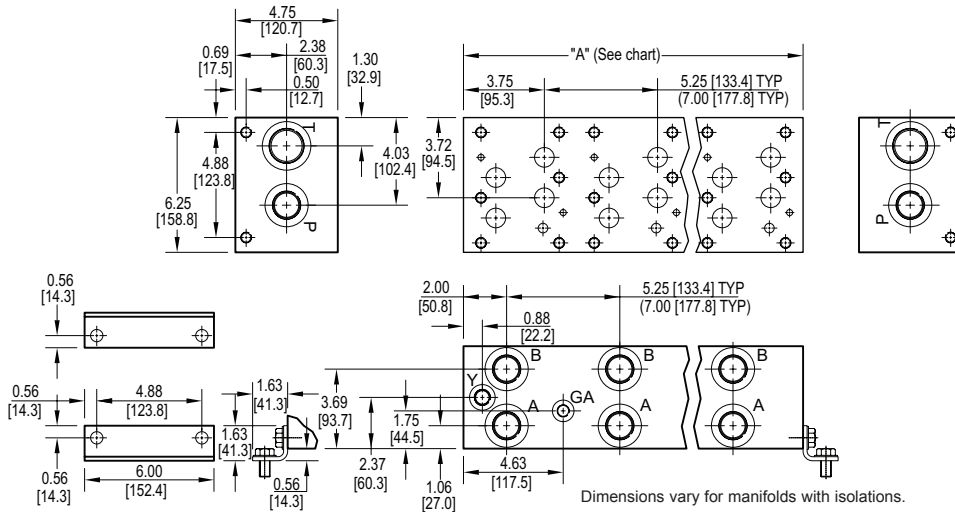 4.75
[120.7]
0.69
[17.5]
2.38
[60.3]
0.50
[12.7]
1.30
[32.9]
"A" (See chart)
3.75
[95.3]
5.25 [133.4] TYP
(7.00 [177.8] TYP)
T
P
4.88
[123.8]
6.25
[158.8]
4.03
[102.4]
3.72
[94.5]
T
P
0.56
[14.3]
2.00
[50.8]
5.25 [133.4] TYP
(7.00 [177.8] TYP)
0.88
[22.2]
B
B
B
Y
GA
A
A
A
0.56
[14.3]
4.88
[123.8]
1.63
[41.3]
3.69
[93.7]
1.75
[44.5]
1.63
[41.3]
0.56
[14.3]
6.00
[152.4]
0.56
[14.3]
2.37
[60.3]
1.06
[27.0]
4.63
[117.5]
Dimensions vary for manifolds with isolations.